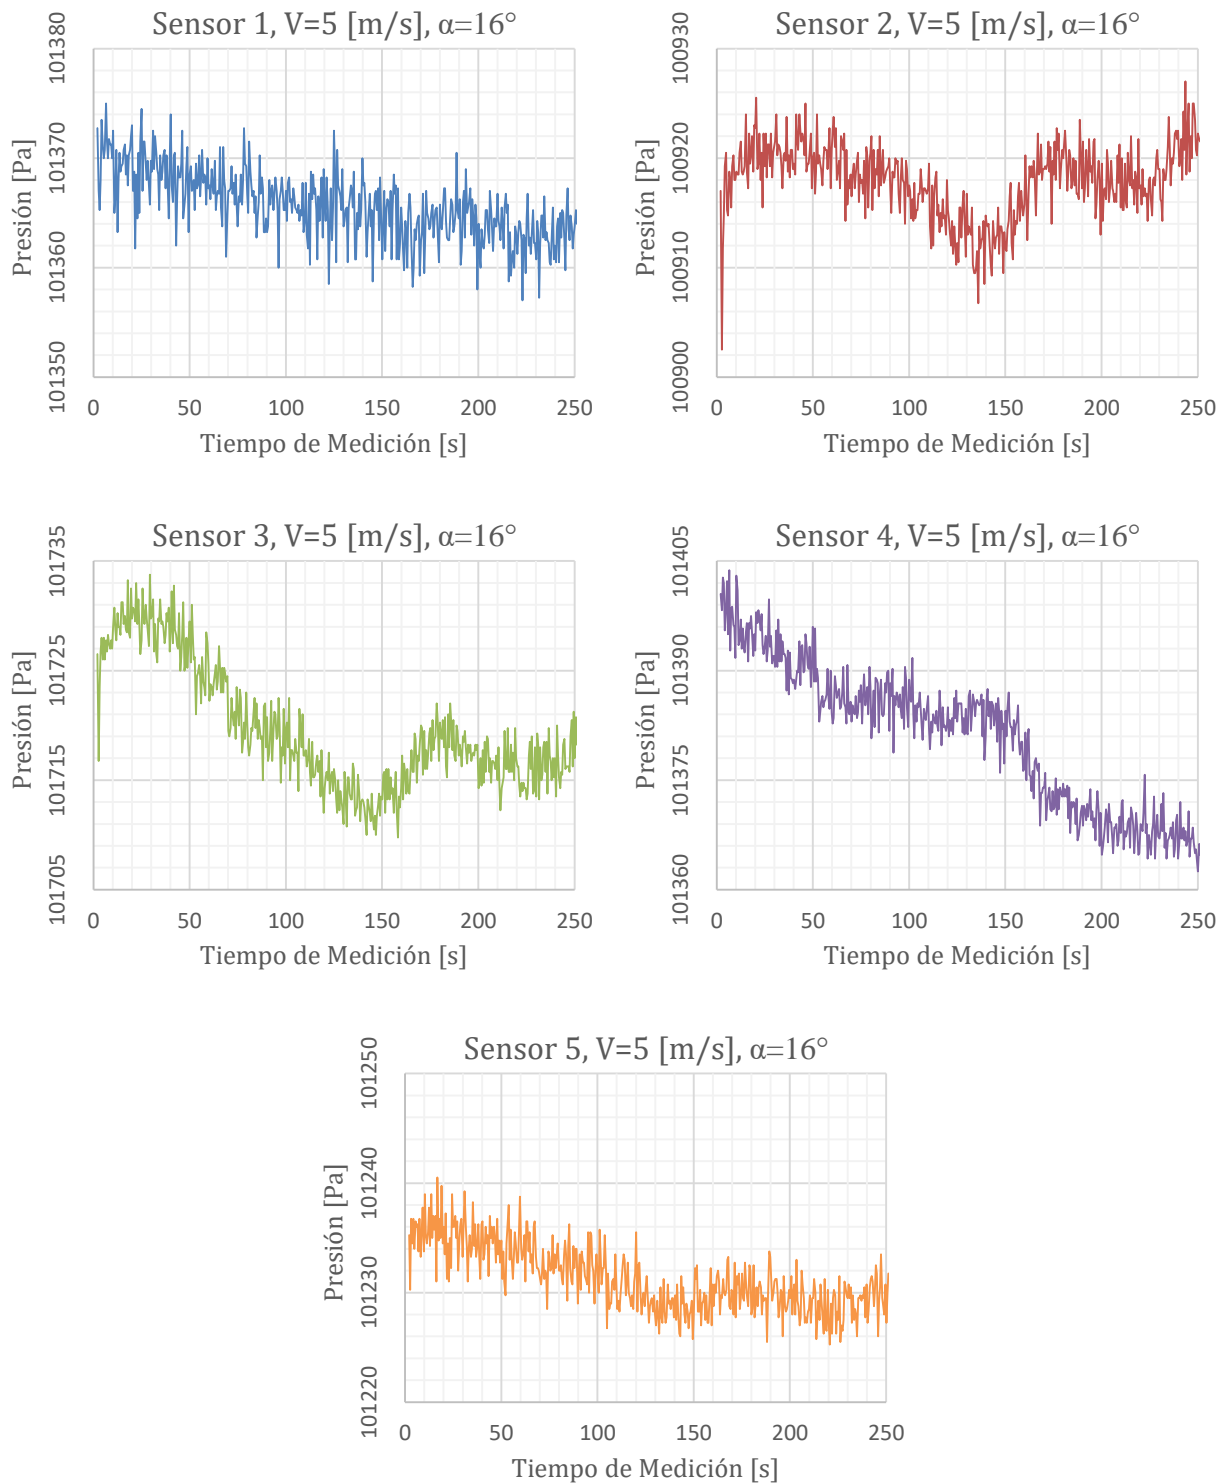 Sensor 1, V=5 [m/s], α=16°
Presión [Pa]
101380
101370
101360
101350
0 50 100 150 200 250
Tiempo de Medición [s]
Sensor 2, V=5 [m/s], α=16°
Presión [Pa]
100930
100920
100910
100900
0 50 100 150 200 250
Tiempo de Medición [s]
Sensor 3, V=5 [m/s], α=16°
Presión [Pa]
101735
101725
101715
101705
0 50 100 150 200 250
Tiempo de Medición [s]
Sensor 4, V=5 [m/s], α=16°
Presión [Pa]
101405
101390
101375
101360
0 50 100 150 200 250
Tiempo de Medición [s]
Sensor 5, V=5 [m/s], α=16°
Presión [Pa]
101250
101240
101230
101220
0 50 100 150 200 250
Tiempo de Medición [s]